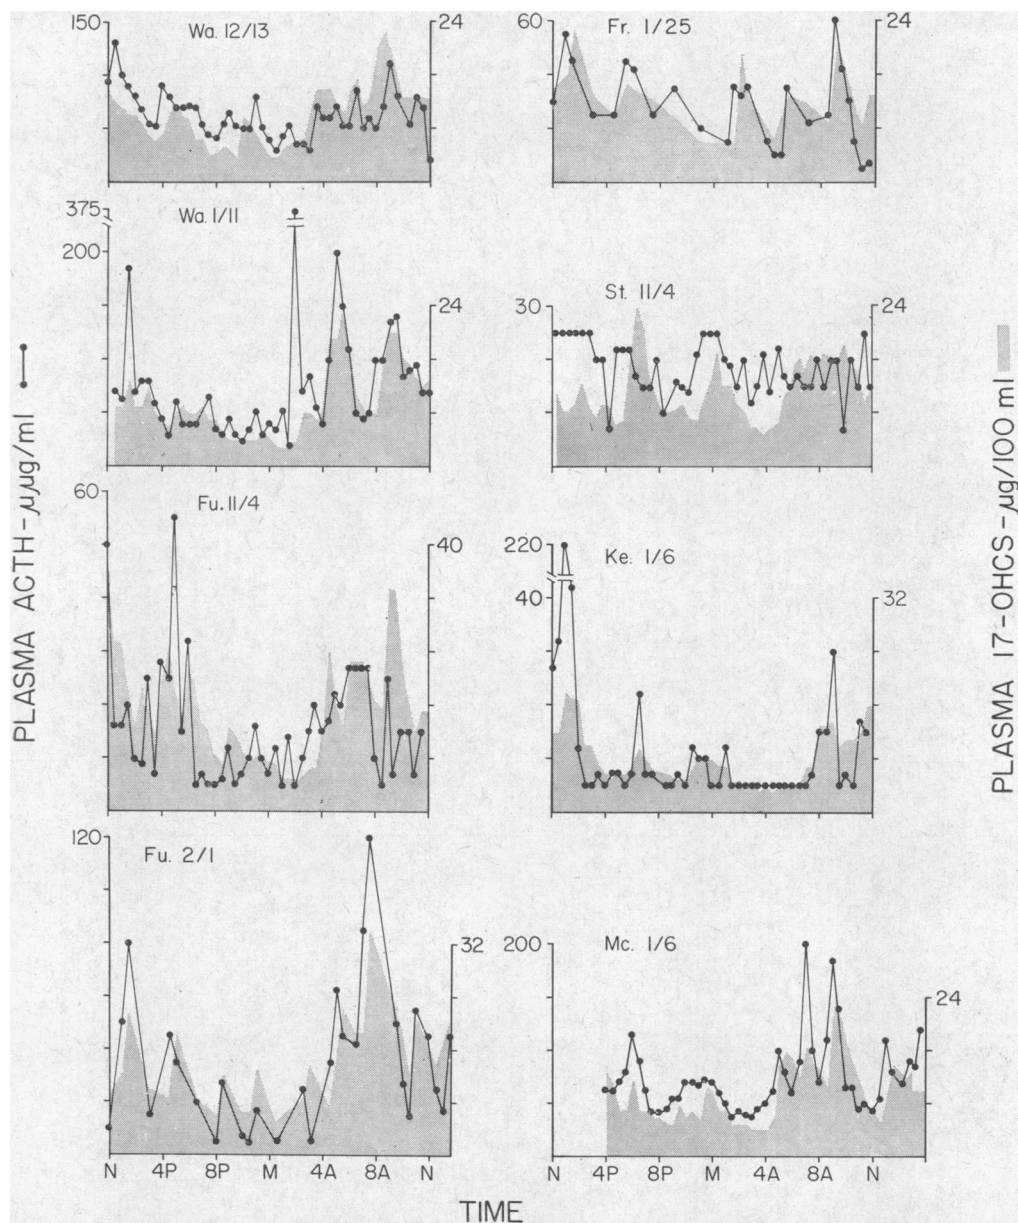 150
Wa. 12/13
24
60
Fr. 1/25
24
375
Wa. 1/11
200
24
30
St. 11/4
24
60
Fu. 11/4
40
220
Ke. 1/6
40
32
120
Fu. 2/1
32
200
Mc. 1/6
24
N 4P 8P M 4A 8A N
N 4P 8P M 4A 8A N
TIME
PLASMA ACTH-μμg/ml
PLASMA 17-OHCS-μg/100 ml